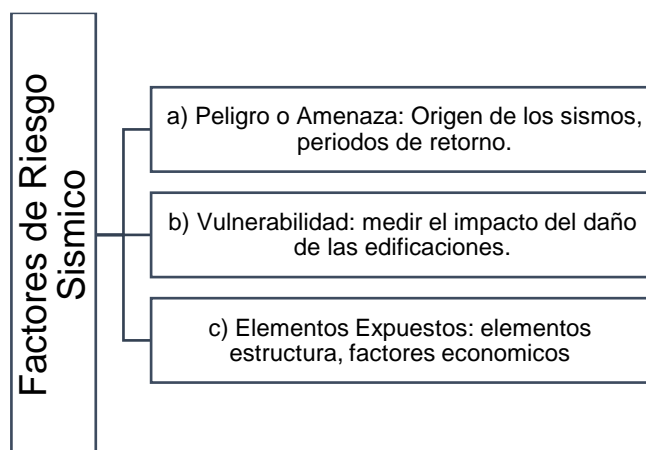 Factores de Riesgo
Sismico
a) Peligro o Amenaza: Origen de los sismos,
periodos de retorno.
b) Vulnerabilidad: medir el impacto del daño
de las edificaciones.
c) Elementos Expuestos: elementos
estructura, factores economicos